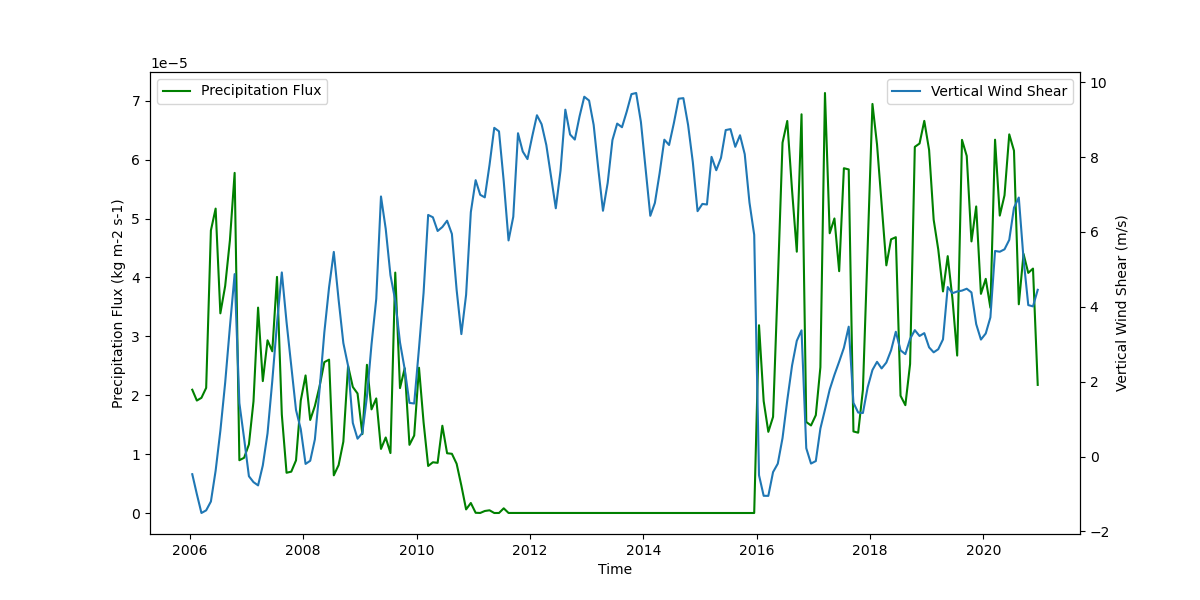 1e−5
Precipitation Flux
Vertical Wind Shear
7
6
5
4
3
2
1
0
Precipitation Flux (kg m-2 s-1)
10
8
6
4
2
0
−2
Vertical Wind Shear (m/s)
2006 2008 2010 2012 2014 2016 2018 2020
Time